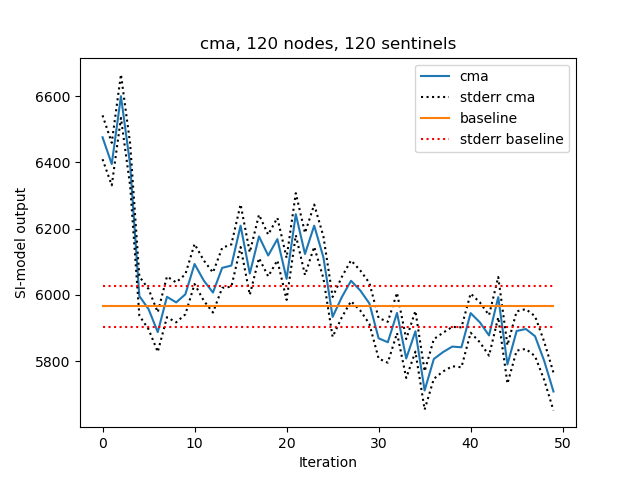 cma, 120 nodes, 120 sentinels
cma
stderr cma
baseline
stderr baseline
SI-model output
6600
6400
6200
6000
5800
0 10 20 30 40 50
Iteration